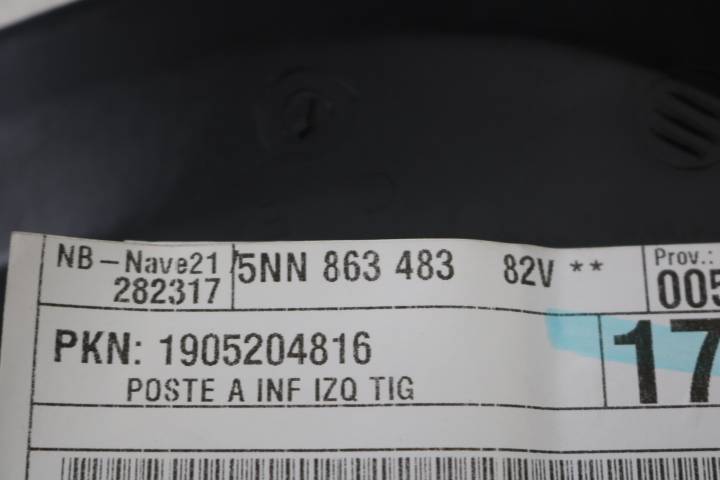 NB-Nave21 5NN 863 483 82V ** Prov.:
282317 005
PKN: 1905204816 17
POSTE A INF IZQ TIG